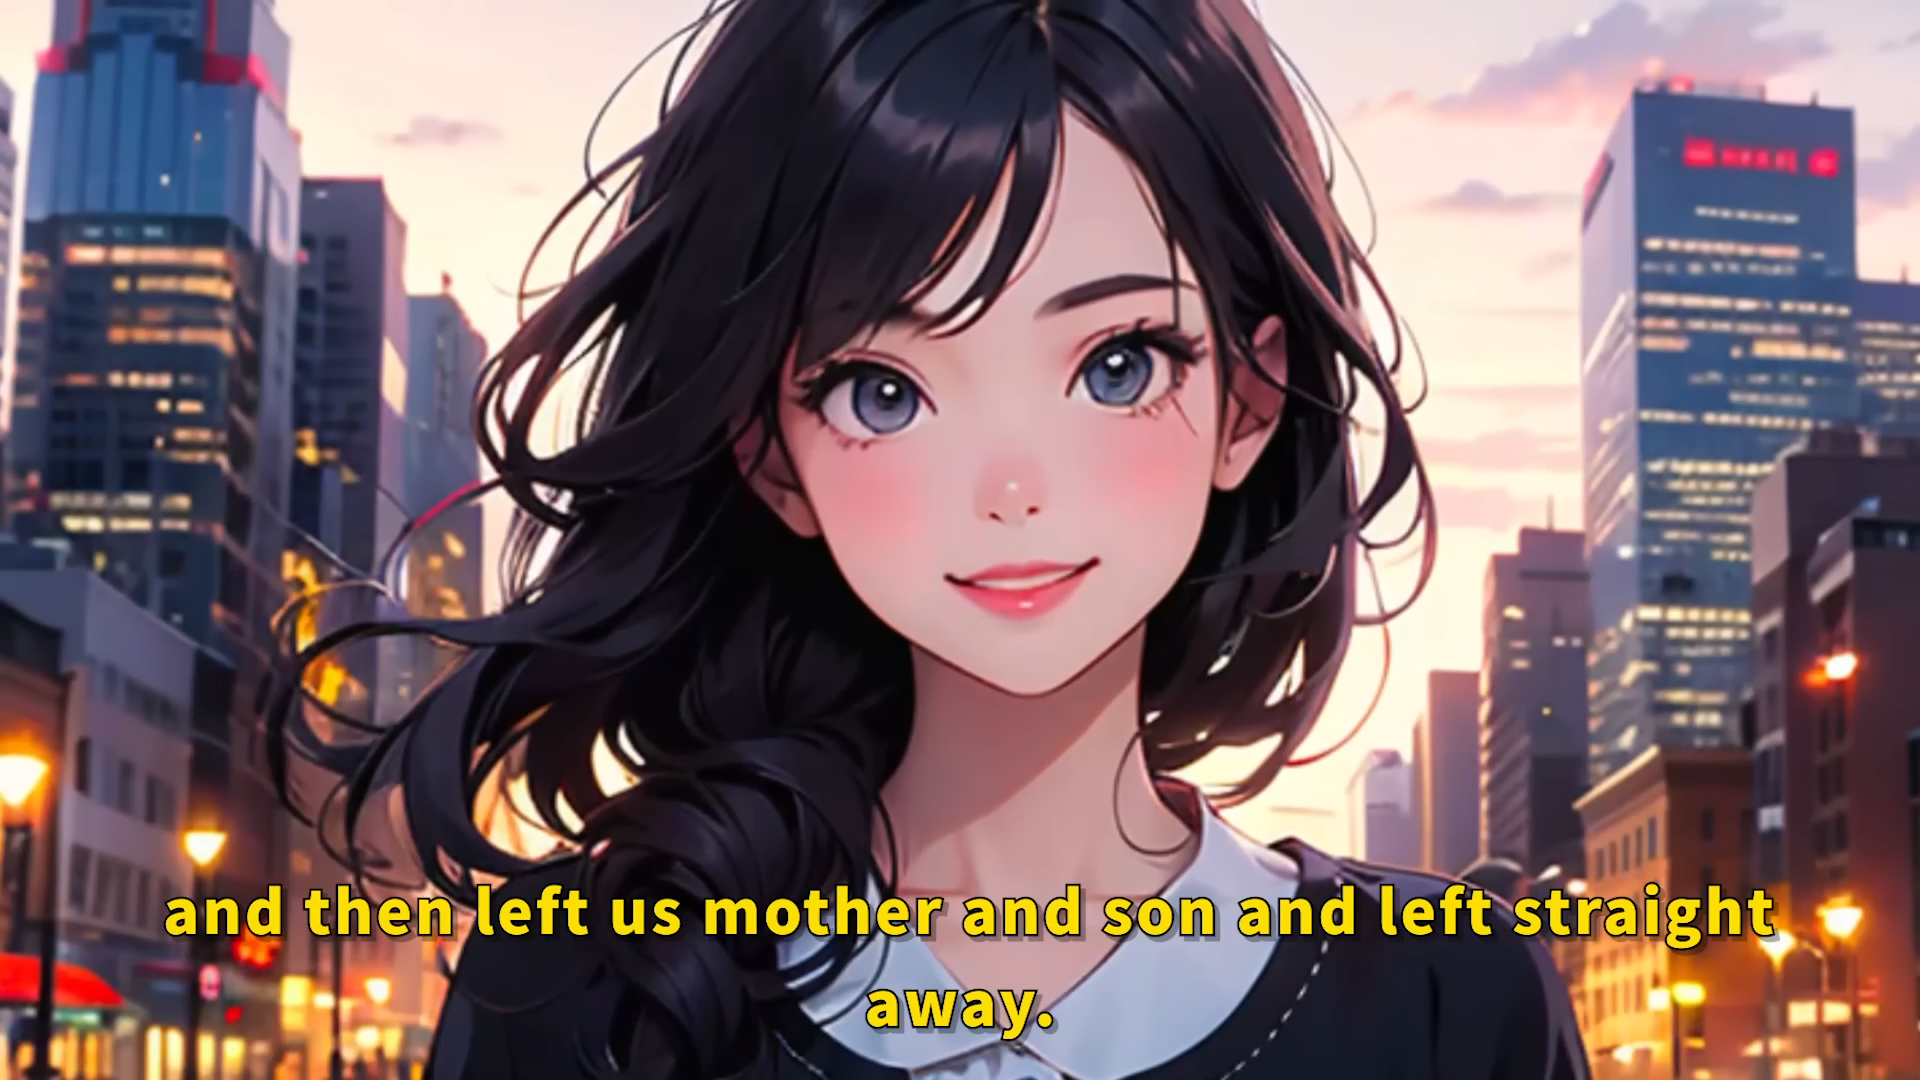 and then left us mother and son and left straight
away.